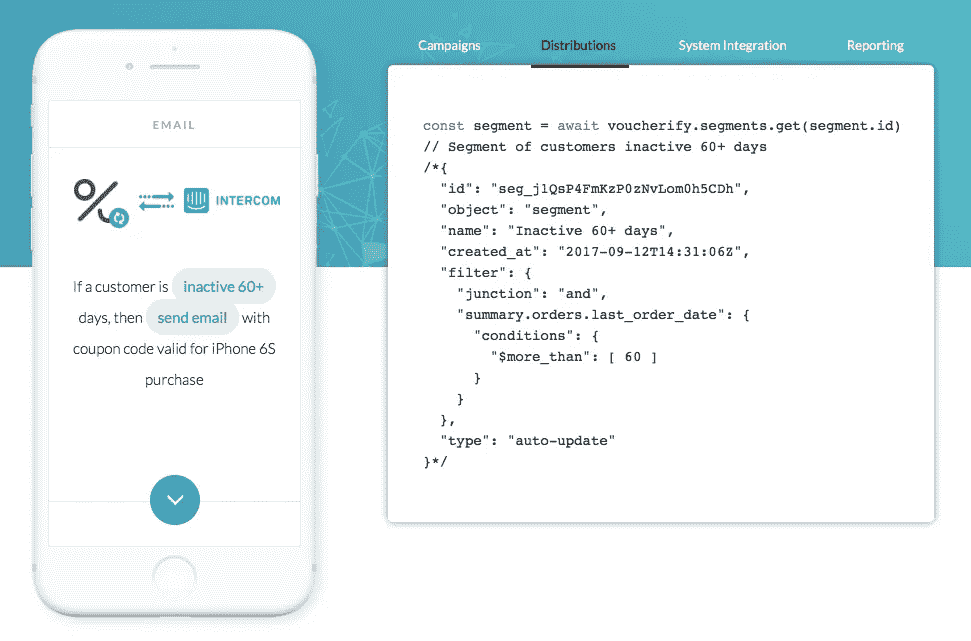 Campaigns Distributions System Integration Reporting
EMAIL
INTERCOM
If a customer is inactive 60+
days, then send email with
coupon code valid for iPhone 6S
purchase
const segment = await voucherify.segments.get(segment.id)
// Segment of customers inactive 60+ days
/*{
"id": "seg_j1QsP4FmKzP0zNvLom0h5CDh",
"object": "segment",
"name": "Inactive 60+ days",
"created_at": "2017-09-12T14:31:06Z",
"filter": {
"junction": "and",
"summary.orders.last_order_date": {
"conditions": {
"$more_than": [ 60 ]
}
}
},
"type": "auto-update"
}*/